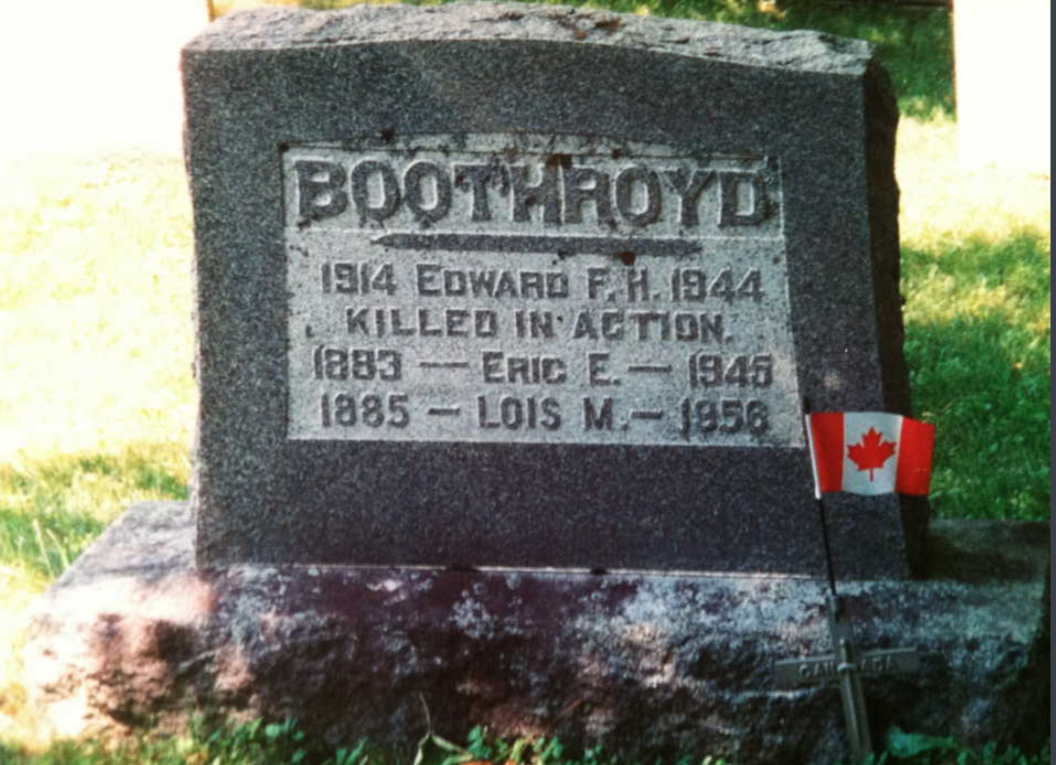 BOOTHROYD
1914 EDWARD F. H. 1944
KILLED IN ACTION.
1883 — ERIC E. — 1945
1885 — LOIS M. — 1956
CANADA